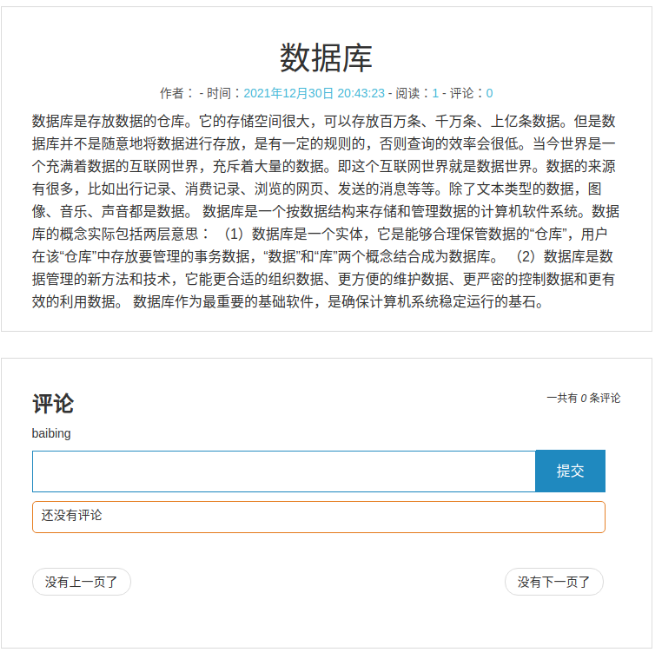 数据库
作者： - 时间：2021年12月30日 20:43:23 - 阅读：1 - 评论：0
数据库是存放数据的仓库。它的存储空间很大，可以存放百万条、千万条、上亿条数据。但是数
据库并不是随意地将数据进行存放，是有一定的规则的，否则查询的效率会很低。当今世界是一
个充满着数据的互联网世界，充斥着大量的数据。即这个互联网世界就是数据世界。数据的来源
有很多，比如出行记录、消费记录、浏览的网页、发送的消息等等。除了文本类型的数据，图
像、音乐、声音都是数据。 数据库是一个按数据结构来存储和管理数据的计算机软件系统。数据
库的概念实际包括两层意思： （1）数据库是一个实体，它是能够合理保管数据的“仓库”，用户
在该“仓库”中存放要管理的事务数据，“数据”和“库”两个概念结合成为数据库。 （2）数据库是数
据管理的新方法和技术，它能更合适的组织数据、更方便的维护数据、更严密的控制数据和更有
效的利用数据。 数据库作为最重要的基础软件，是确保计算机系统稳定运行的基石。
评论
一共有 0 条评论
baibing
提交
还没有评论
没有上一页了
没有下一页了